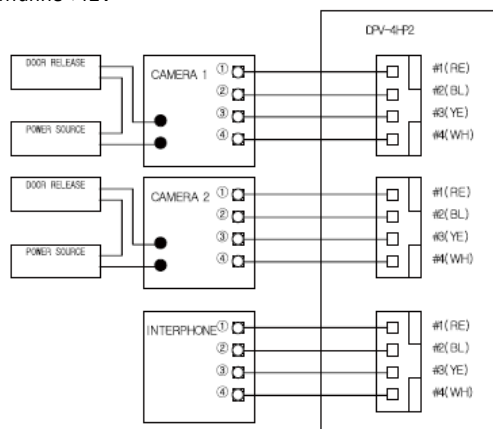 DPV-4HP2
DOOR RELEASE
POWER SOURCE
CAMERA 1
①
②
③
④
#1(RE)
#2(BL)
#3(YE)
#4(WH)
DOOR RELEASE
POWER SOURCE
CAMERA 2
①
②
③
④
#1(RE)
#2(BL)
#3(YE)
#4(WH)
INTERPHONE
①
②
③
④
#1(RE)
#2(BL)
#3(YE)
#4(WH)